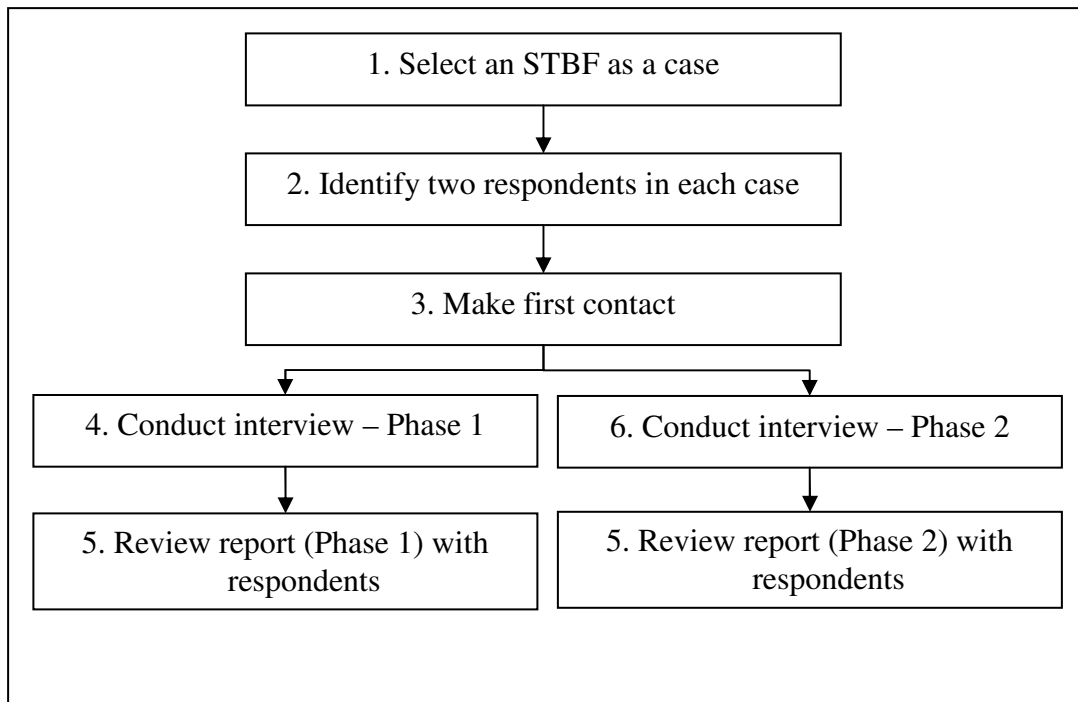 1. Select an STBF as a case
2. Identify two respondents in each case
3. Make first contact
4. Conduct interview – Phase 1
5. Review report (Phase 1) with
respondents
6. Conduct interview – Phase 2
5. Review report (Phase 2) with
respondents